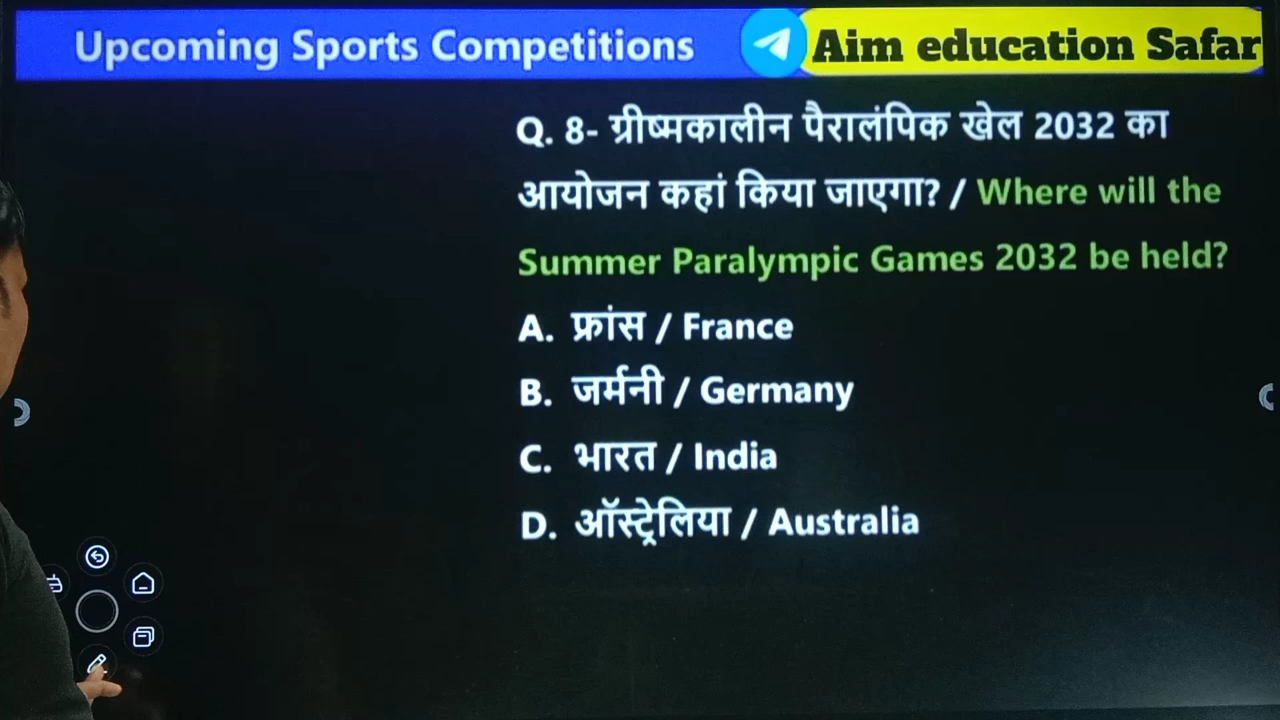 Upcoming Sports Competitions
Aim education Safar
Q. 8- ग्रीष्मकालीन पैरालंपिक खेल 2032 का
आयोजन कहां किया जाएगा? / Where will the
Summer Paralympic Games 2032 be held?
A. फ्रांस / France
B. जर्मनी / Germany
C. भारत / India
D. ऑस्ट्रेलिया / Australia